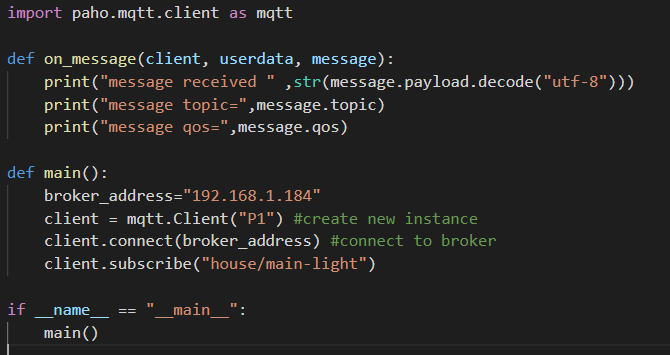 import paho.mqtt.client as mqtt
def on_message(client, userdata, message):
print("message received " ,str(message.payload.decode("utf-8")))
print("message topic=",message.topic)
print("message qos=",message.qos)
def main():
broker_address="192.168.1.184"
client = mqtt.Client("P1") #create new instance
client.connect(broker_address) #connect to broker
client.subscribe("house/main-light")
if __name__ == "__main__":
main()